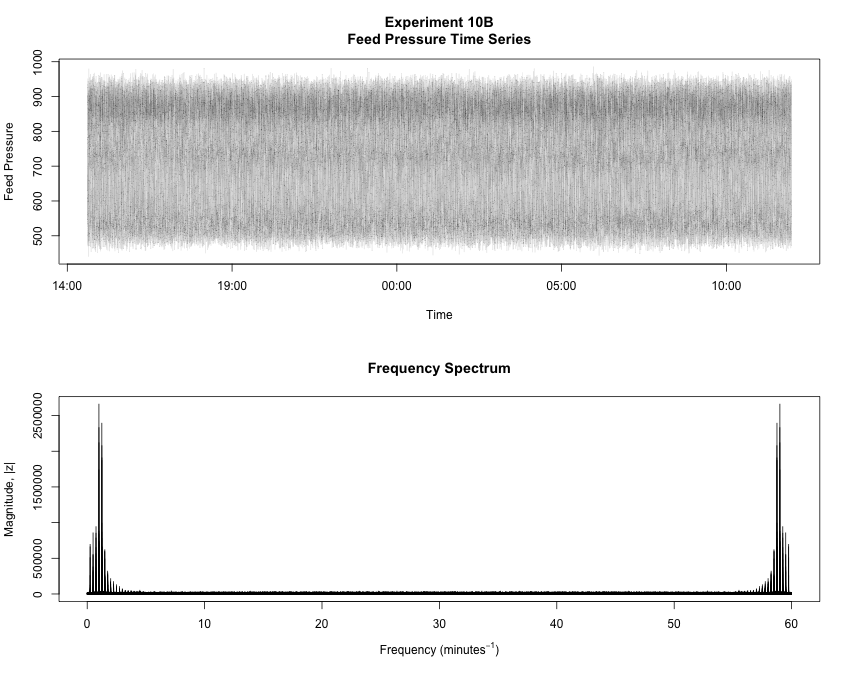 Experiment 10B
Feed Pressure Time Series
Feed Pressure
1000
900
800
700
600
500
14:00 19:00 00:00 05:00 10:00
Time
Frequency Spectrum
Magnitude, |z|
2500000
1500000
500000
0
0 10 20 30 40 50 60
Frequency (minutes⁻¹)